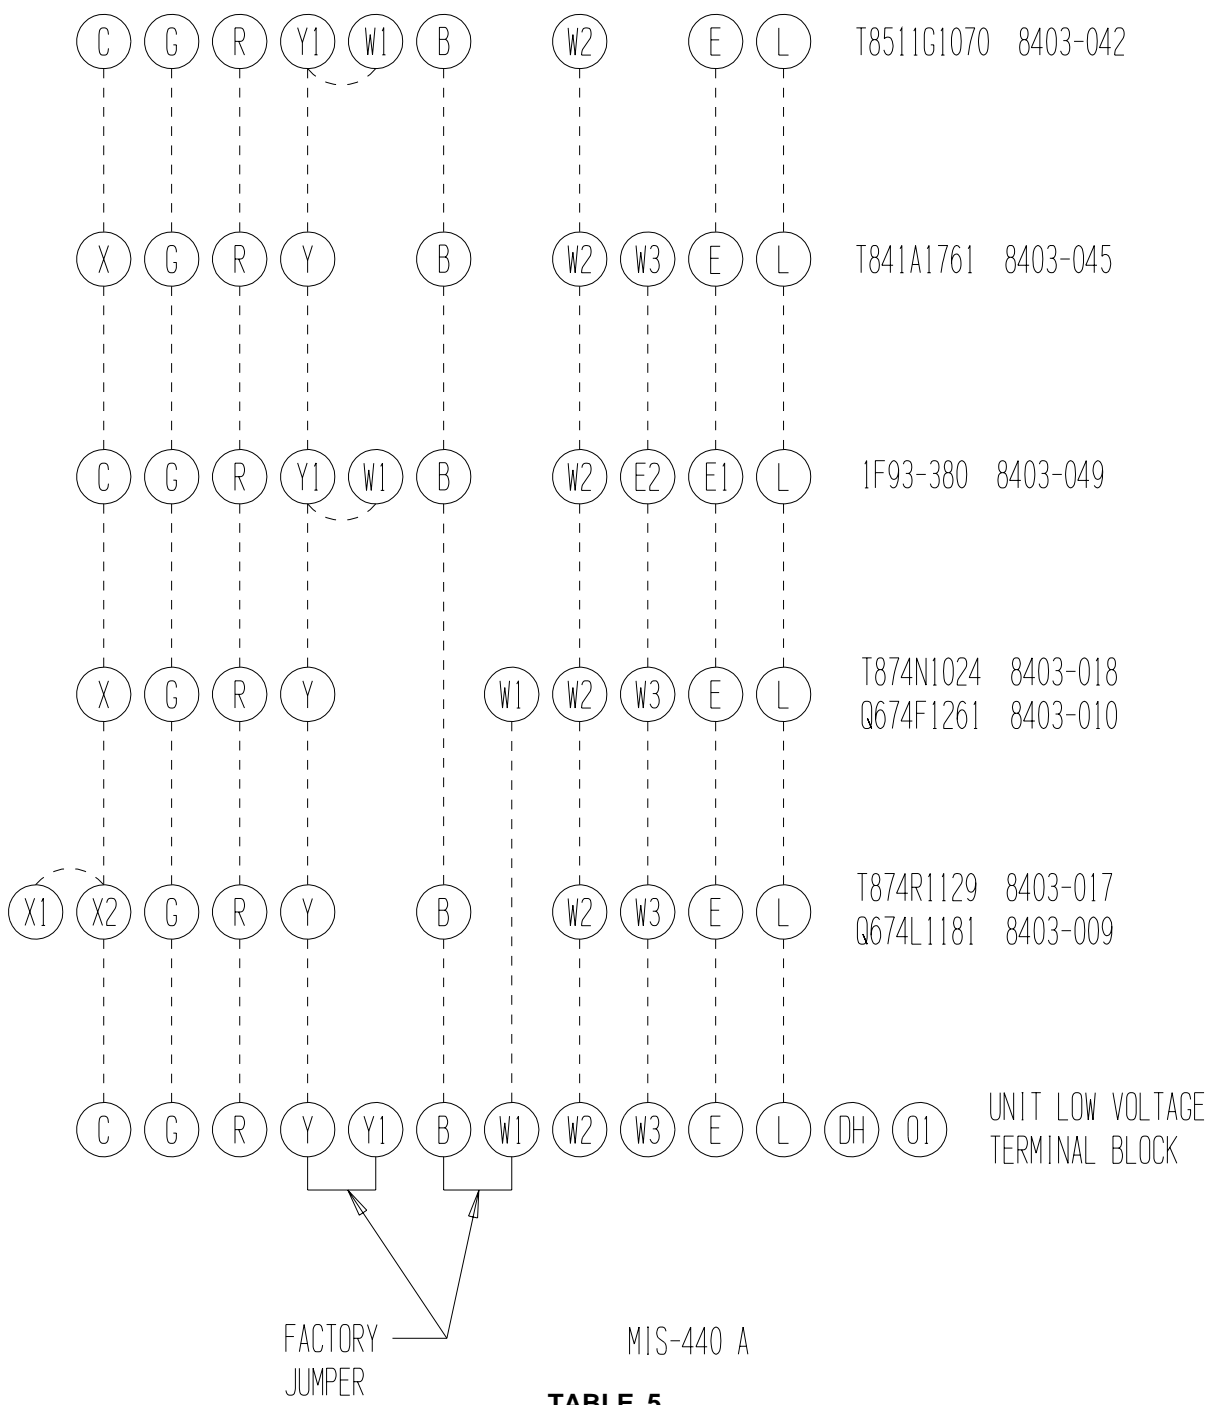 C G R Y1 W1 B W2 E L T8511G1070 8403-042
X G R Y B W2 W3 E L T841A1761 8403-045
C G R Y1 W1 B W2 E2 E1 L 1F93-380 8403-049
X G R Y W1 W2 W3 E L T874N1024 8403-018
Q674F1261 8403-010
X1 X2 G R Y B W2 W3 E L T874R1129 8403-017
Q674L1181 8403-009
C G R Y Y1 B W1 W2 W3 E L DH O1 UNIT LOW VOLTAGE
TERMINAL BLOCK
FACTORY
JUMPER
MIS-440 A
TABLE 5